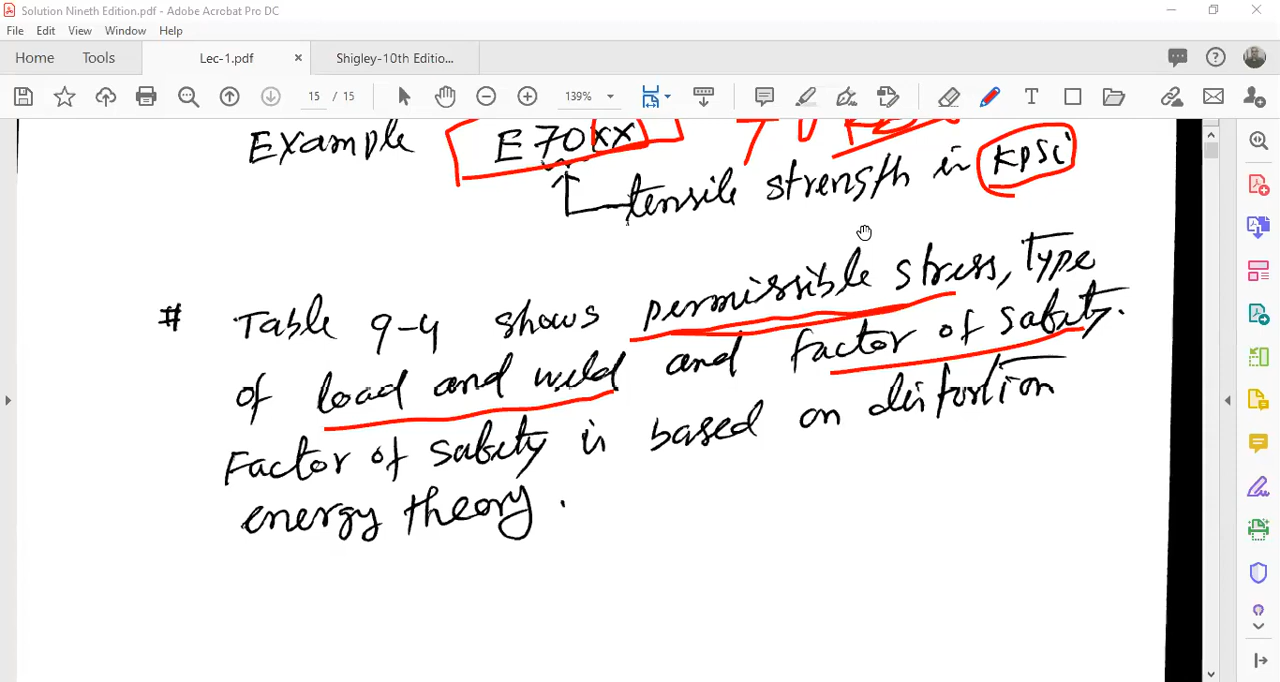 Solution Nineth Edition.pdf - Adobe Acrobat Pro DC
File Edit View Window Help
Home Tools Lec-1.pdf × Shigley-10th Editio...
15 / 15 139%
Example E70XX 70
tensile strength in kpsi
# Table 9-4 shows permissible stress, Type
of load and weld and factor of safety.
Factor of safety is based on distortion
energy theory.